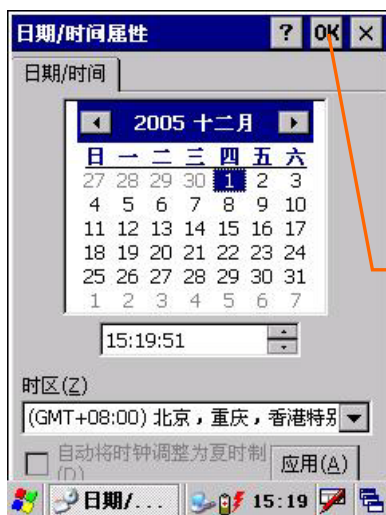 日期/时间属性 ? OK ×
日期/时间
2005 十二月
日 一 二 三 四 五 六
27 28 29 30 1 2 3
4 5 6 7 8 9 10
11 12 13 14 15 16 17
18 19 20 21 22 23 24
25 26 27 28 29 30 31
1 2 3 4 5 6 7
15:19:51
时区(Z)
(GMT+08:00) 北京，重庆，香港特别
自动将时钟调整为夏时制
(D)
应用(A)
日期/... 15:19